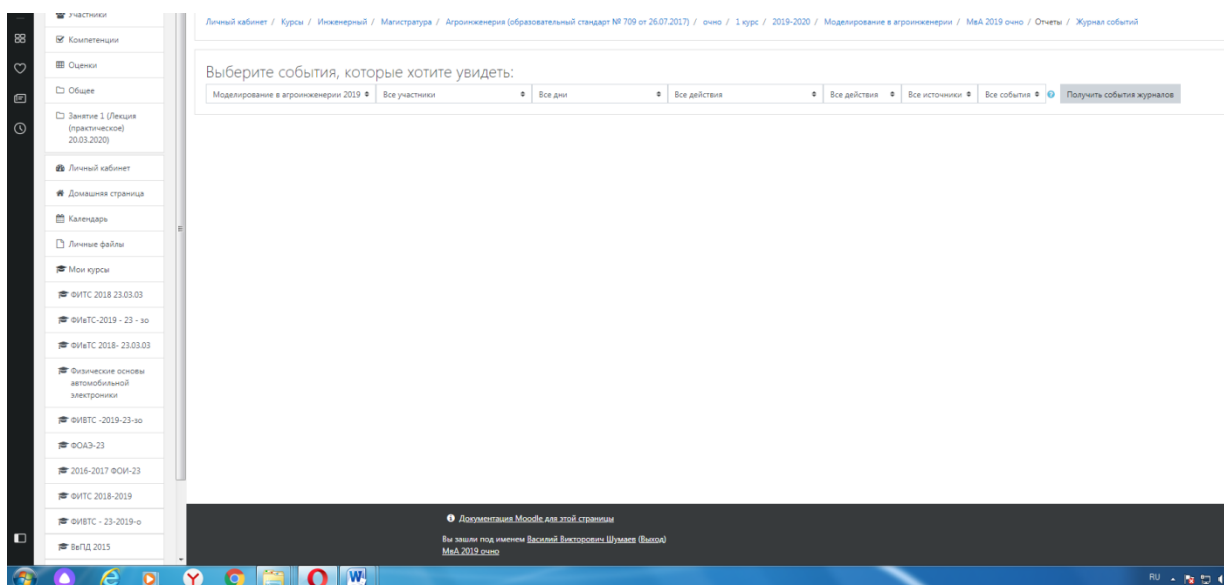 Участники
Компетенции
Оценки
Общее
Занятие 1 (Лекция
(практическое)
20.03.2020)
Личный кабинет
Домашняя страница
Календарь
Личные файлы
Мои курсы
ФИТС 2018 23.03.03
ФИвТС-2019 - 23 - зо
ФИвТС 2018- 23.03.03
Физические основы
автомобильной
электроники
ФИВТС -2019-23-зо
ФОАЭ-23
2016-2017 ФОИ-23
ФИТС 2018-2019
ФИВТС - 23-2019-о
ВеПД 2015
Личный кабинет / Курсы / Инженерный / Магистратура / Агроинженерия (образовательный стандарт № 709 от 26.07.2017) / очно / 1 курс / 2019-2020 / Моделирование в агроинженерии / МвА 2019 очно / Отчеты / Журнал событий
Выберите события, которые хотите увидеть:
Моделирование в агроинженерии 2019 Все участники Все дни Все действия Все действия Все источники Все события Получить события журналов
Документация Moodle для этой страницы
Вы зашли под именем Василий Викторович Шумаев (Выход)
МвА 2019 очно
RU